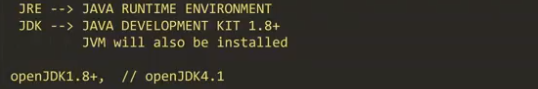 JRE --> JAVA RUNTIME ENVIRONMENT
JDK --> JAVA DEVELOPMENT KIT 1.8+
JVM will also be installed
openJDK1.8+, // openJDK4.1